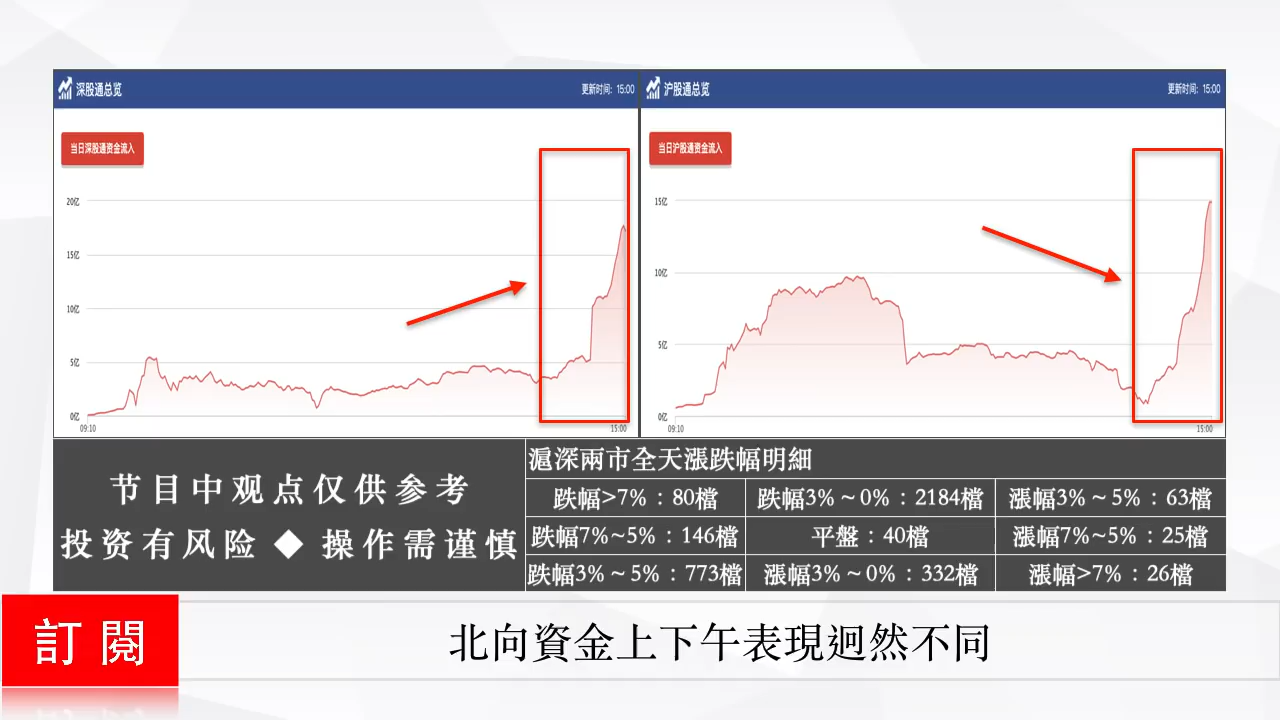 深股通总览
更新时间: 15:00
当日深股通资金流入
20亿
15亿
10亿
5亿
0亿
09:10
15:00
沪股通总览
更新时间: 15:00
当日沪股通资金流入
15亿
10亿
5亿
0亿
09:10
15:00
节目中观点仅供参考
投资有风险 ◆ 操作需谨慎
滬深兩市全天漲跌幅明細
跌幅>7%：80檔
跌幅3%～0%：2184檔
漲幅3%～5%：63檔
跌幅7%~5%：146檔
平盤：40檔
漲幅7%~5%：25檔
跌幅3%～5%：773檔
漲幅3%～0%：332檔
漲幅>7%：26檔
訂閱
北向資金上下午表現迥然不同